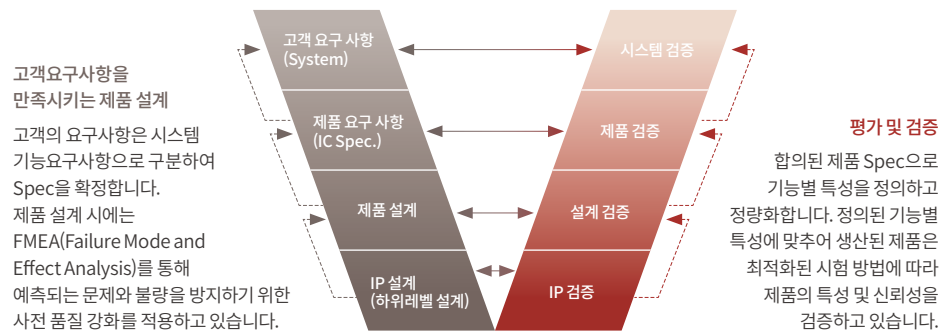 고객요구사항을
만족시키는 제품 설계
고객의 요구사항은 시스템
기능요구사항으로 구분하여
Spec을 확정합니다.
제품 설계 시에는
FMEA(Failure Mode and
Effect Analysis)를 통해
예측되는 문제와 불량을 방지하기 위한
사전 품질 강화를 적용하고 있습니다.
고객 요구 사항
(System)
제품 요구 사항
(IC Spec.)
제품 설계
IP 설계
(하위레벨 설계)
시스템 검증
제품 검증
설계 검증
IP 검증
평가 및 검증
합의된 제품 Spec으로
기능별 특성을 정의하고
정량화합니다. 정의된 기능별
특성에 맞추어 생산된 제품은
최적화된 시험 방법에 따라
제품의 특성 및 신뢰성을
검증하고 있습니다.